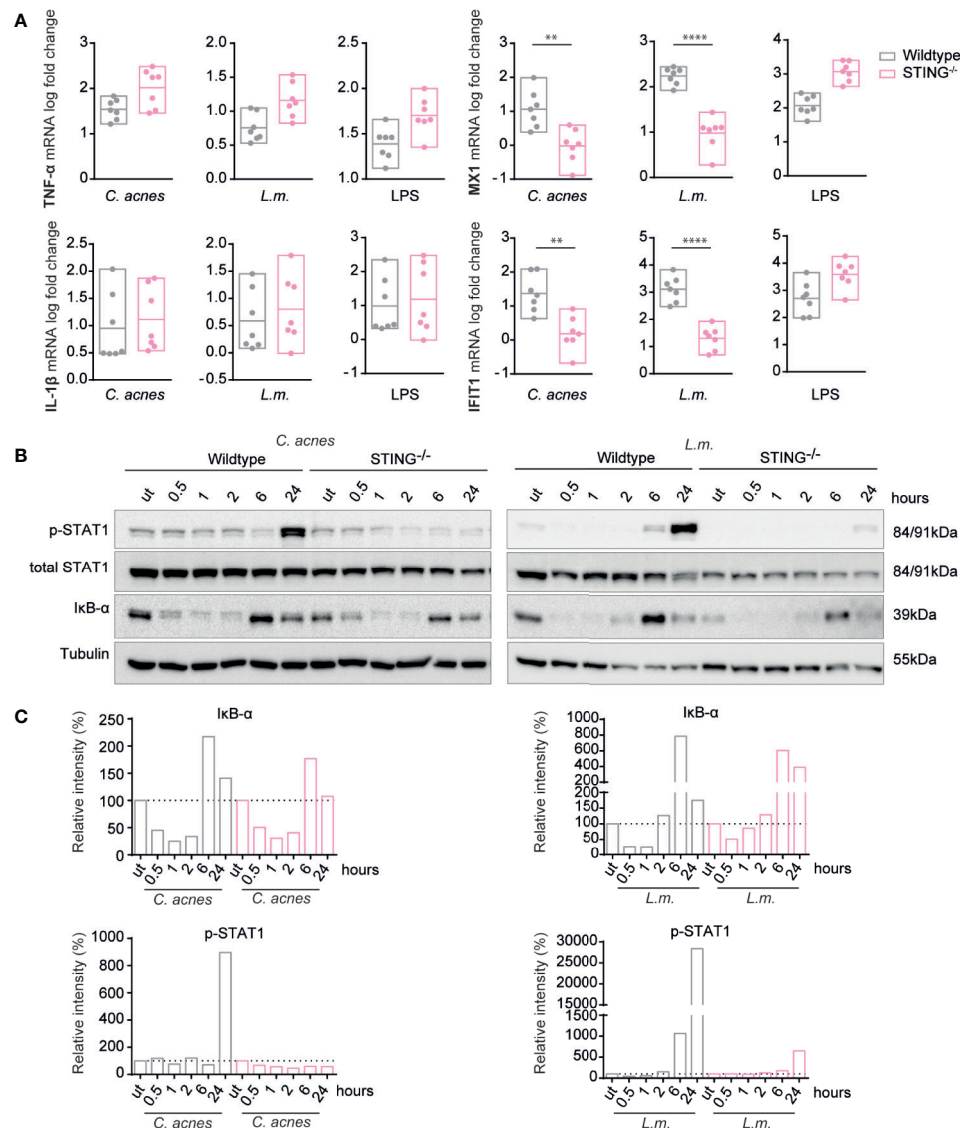 A
TNF-α mRNA log fold change
3
2
1
0
C. acnes
2.0
1.5
1.0
0.5
0.0
L.m.
2.5
2.0
1.5
1.0
LPS
MX1 mRNA log fold change
3
2
1
0
-1
**
C. acnes
3
2
1
0
****
L.m.
4
3
2
1
0
LPS
Wildtype
STING-/-
IL-1β mRNA log fold change
2.5
2.0
1.5
1.0
0.5
0.0
C. acnes
2.0
1.5
1.0
0.5
0.0
-0.5
L.m.
3
2
1
0
-1
LPS
IFIT1 mRNA log fold change
3
2
1
0
-1
**
C. acnes
5
4
3
2
1
0
****
L.m.
5
4
3
2
1
0
LPS
B
C. acnes
Wildtype STING-/-
ut 0.5 1 2 6 24 ut 0.5 1 2 6 24
L.m.
Wildtype STING-/-
ut 0.5 1 2 6 24 ut 0.5 1 2 6 24 hours
p-STAT1 84/91kDa
total STAT1 84/91kDa
IκB-α 39kDa
Tubulin 55kDa
C
IκB-α
Relative intensity (%)
250
200
150
100
50
0
ut 0.5 1 2 6 24 ut 0.5 1 2 6 24 hours
C. acnes C. acnes
IκB-α
Relative intensity (%)
1000
800
600
400
200
200
150
100
50
0
ut 0.5 1 2 6 24 ut 0.5 1 2 6 24 hours
L.m. L.m.
p-STAT1
Relative intensity (%)
1000
800
600
400
200
0
ut 0.5 1 2 6 24 ut 0.5 1 2 6 24 hours
C. acnes C. acnes
p-STAT1
Relative intensity (%)
30000
25000
20000
15000
10000
5000
1500
1000
500
0
ut 0.5 1 2 6 24 ut 0.5 1 2 6 24 hours
L.m. L.m.